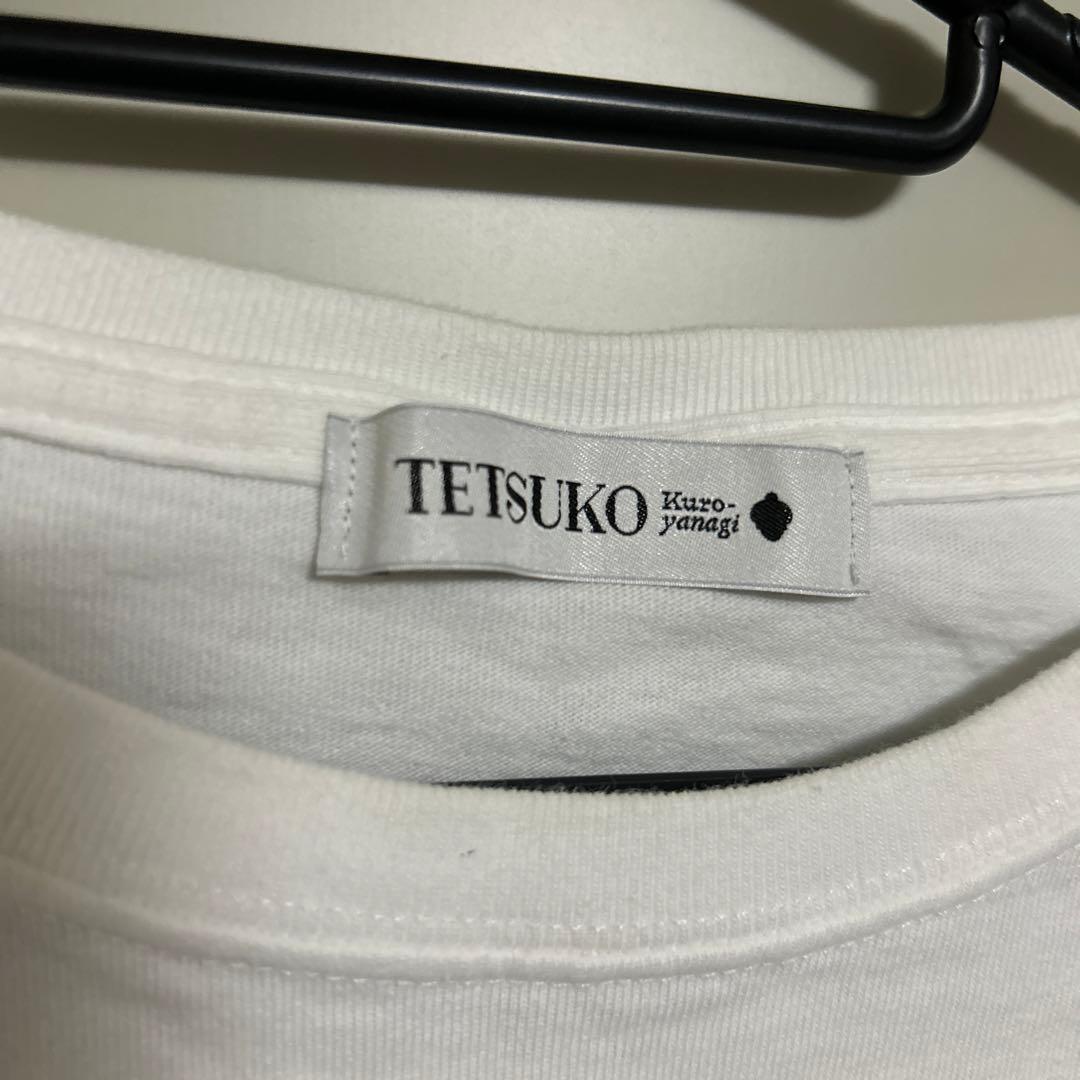 TETSUKO
Kuro-
yanagi